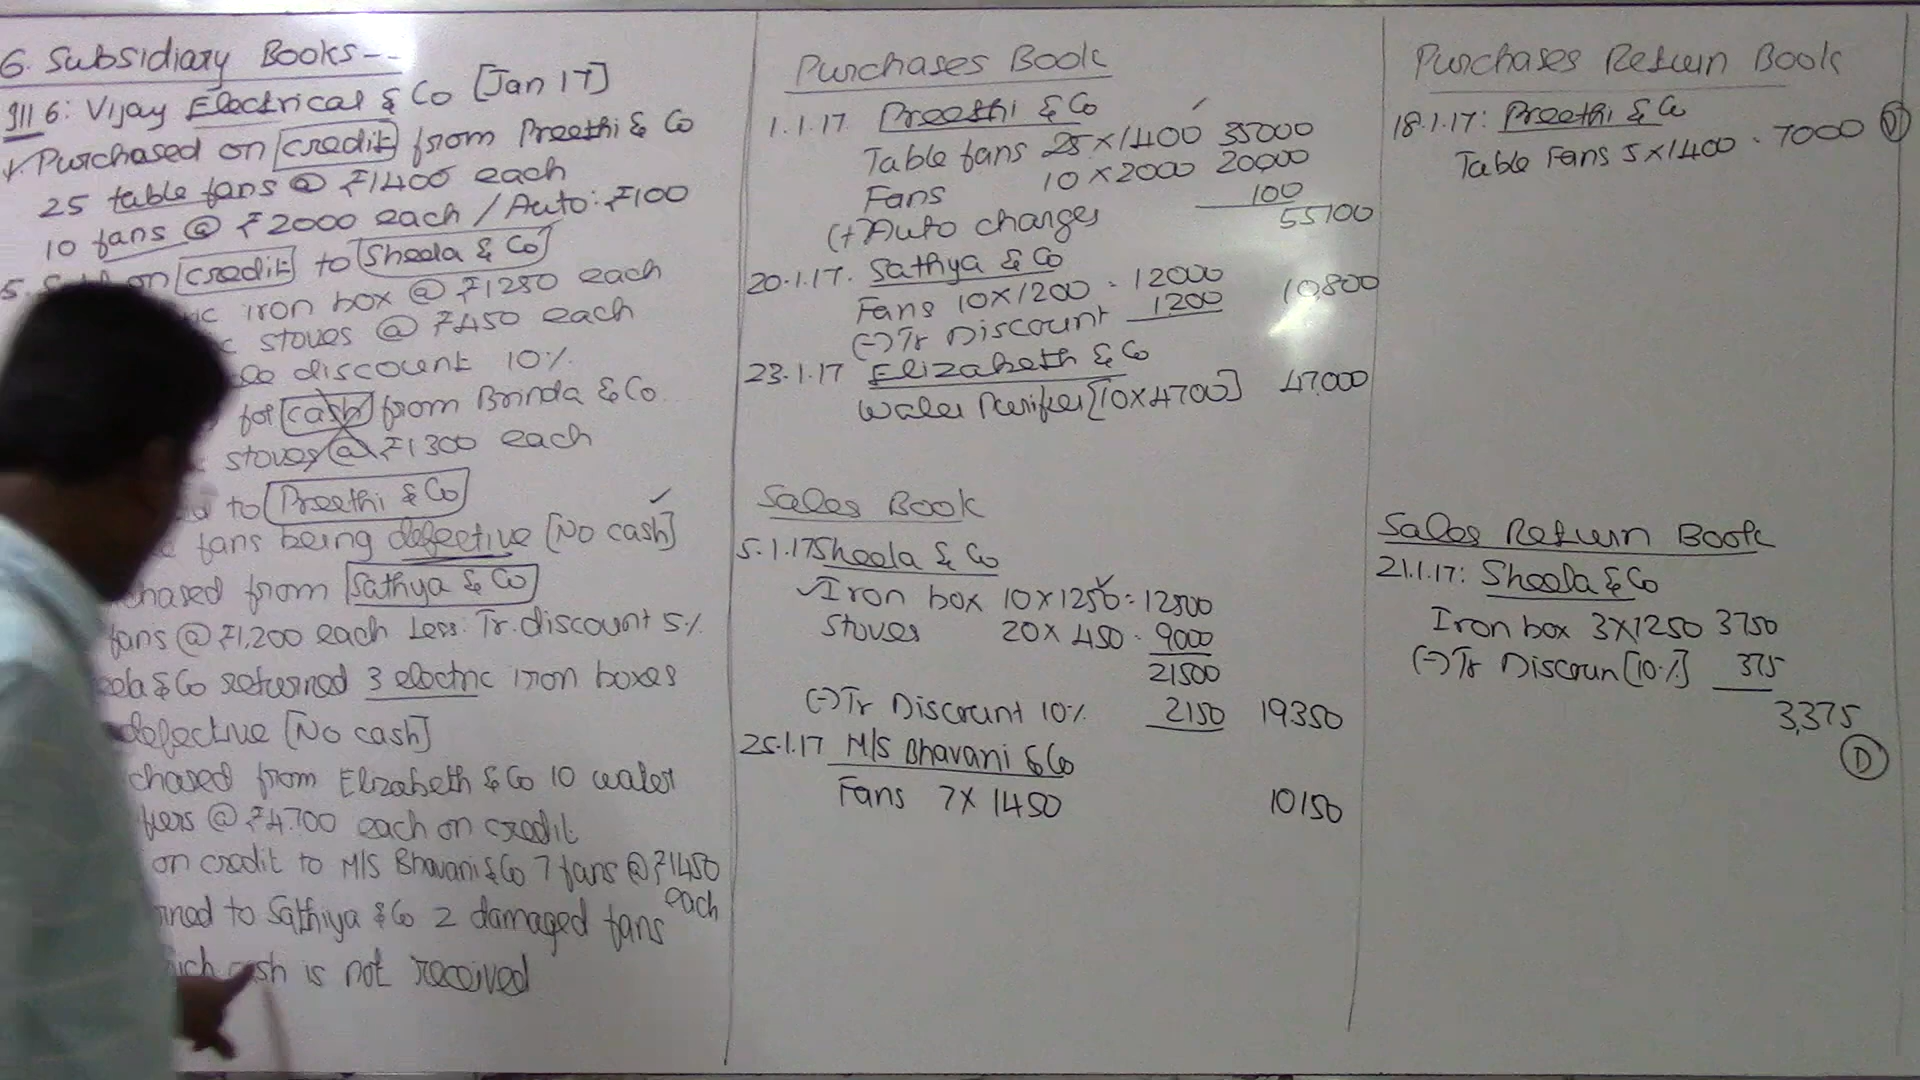 6. Subsidiary Books--
Ill 6: Vijay Electrical & Co [Jan 17]
1. Purchased on credit from Preethi & Co
25 table fans @ ₹1400 each
10 fans @ ₹2000 each / Auto: ₹100
5. on credit to Sheela & Co
iron box @ ₹1250 each
stoves @ ₹450 each
discount 10%
for cash from Brinda & Co
stoves @ ₹1300 each
to Preethi & Co ✓
fans being defective [No cash]
chased from Sathya & Co
fans @ ₹1,200 each Less: Tr. discount 5%
ela & Co returned 3 electric iron boxes
defective [No cash]
chased from Elizabeth & Co 10 water
fiers @ ₹4700 each on credit
on credit to M/S Bhavani & Co 7 fans @ ₹1450
each
rned to Sathiya & Co 2 damaged fans
hich cash is not received
Purchases Book
1.1.17. Preethi & Co
Table fans 25 × 1400 35000
Fans 10 × 2000 20,000
(+) Auto charges 100
55100
20.1.17. Sathya & Co
Fans 10×1200 = 12000
(-) Tr Discount 1200 10,800
23.1.17 Elizabeth & Co
Water Purifier [10×4700] 47,000
Sales Book
5.1.17 Sheela & Co
Iron box 10×1250 = 12500
Stoves 20 × 450 = 9000
21500
(-) Tr Discount 10% 2150 19350
25.1.17 M/S Bhavani & Co
Fans 7 × 1450 10150
Purchases Return Book
18.1.17: Preethi & Co
Table Fans 5×1400 = 7000 D
Sales Return Book
21.1.17: Sheela & Co
Iron box 3×1250 3750
(-) Tr Discoun [10%] 375
3,375
D